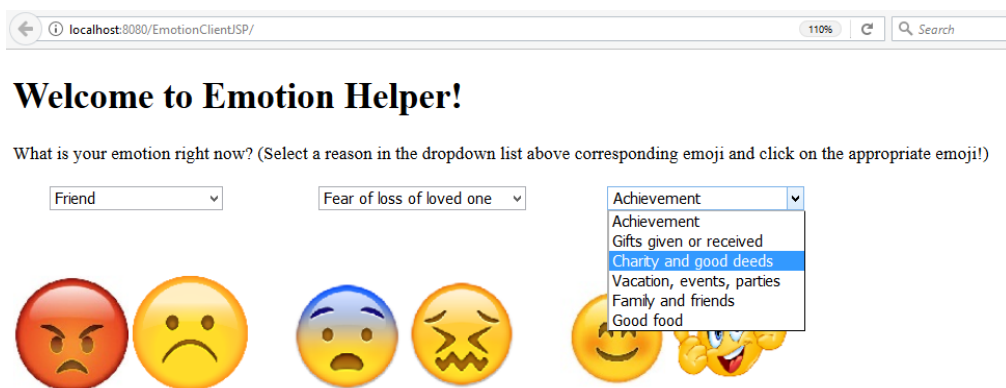 localhost:8080/EmotionClientJSP/ 110% Search
Welcome to Emotion Helper!
What is your emotion right now? (Select a reason in the dropdown list above corresponding emoji and click on the appropriate emoji!)
Friend Fear of loss of loved one Achievement
Achievement
Gifts given or received
Charity and good deeds
Vacation, events, parties
Family and friends
Good food